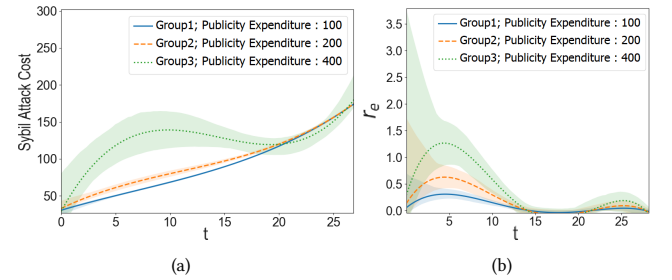 300
250
200
150
100
50
0
5
10
15
20
25
t
Sybil Attack Cost
Group1; Publicity Expenditure : 100
Group2; Publicity Expenditure : 200
Group3; Publicity Expenditure : 400
(a)
3.5
3.0
2.5
2.0
1.5
1.0
0.5
0.0
5
10
15
20
25
t
r_e
Group1; Publicity Expenditure : 100
Group2; Publicity Expenditure : 200
Group3; Publicity Expenditure : 400
(b)